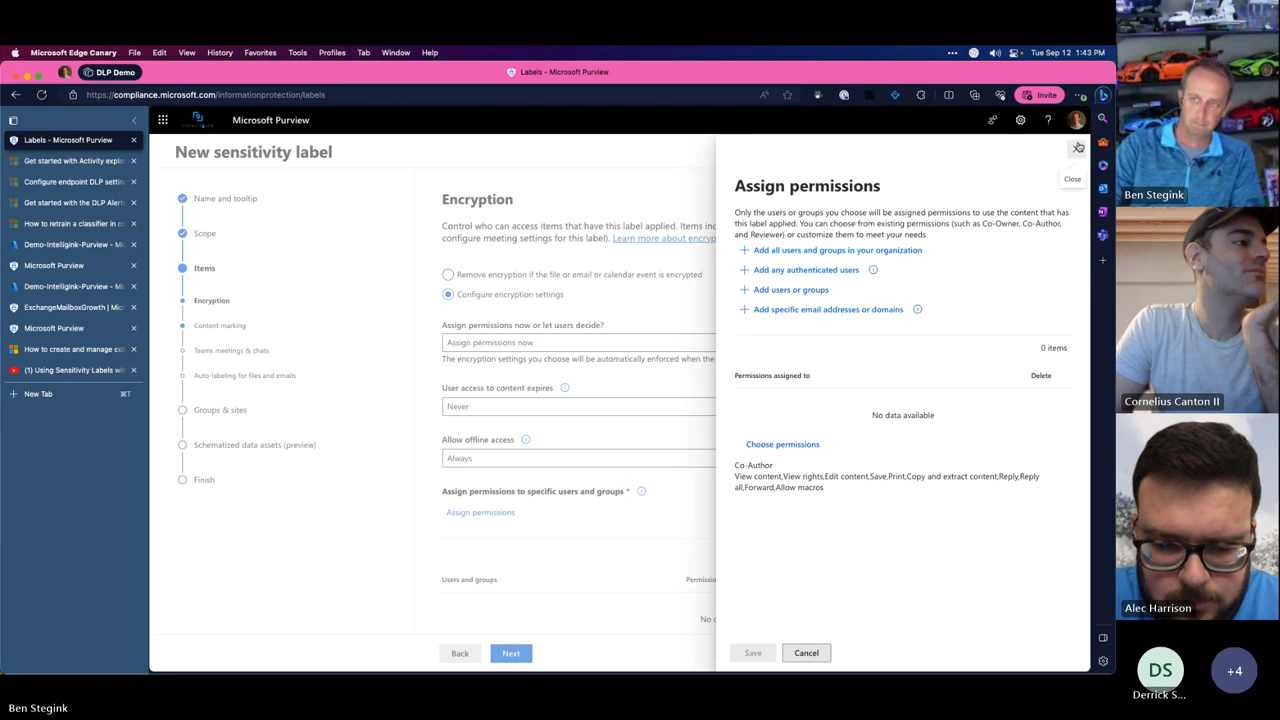 Microsoft Edge Canary File Edit View History Favorites Tools Profiles Tab Window Help
Tue Sep 12 1:43 PM
DLP Demo
Labels - Microsoft Purview
https://compliance.microsoft.com/informationprotection/labels
Invite
Labels - Microsoft Purview
Get started with Activity explo
Configure endpoint DLP settin
Get started with the DLP Alerts
How to retrain a classifier in co
Demo-Intelligink-Purview - Mic
Microsoft Purview
Demo-Intelligink-Purview - Mic
ExchangeMailboxGrowth | Mic
Microsoft Purview
How to create and manage col
(1) Using Sensitivity Labels with
New Tab
⌘T
Microsoft Purview
New sensitivity label
Name and tooltip
Scope
Items
Encryption
Content marking
Teams meetings & chats
Auto-labeling for files and emails
Groups & sites
Schematized data assets (preview)
Finish
Encryption
Control who can access items that have this label applied. Items inc
configure meeting settings for this label). Learn more about encryp
Remove encryption if the file or email or calendar event is encrypted
Configure encryption settings
Assign permissions now or let users decide?
Assign permissions now
The encryption settings you choose will be automatically enforced when the
User access to content expires
Never
Allow offline access
Always
Assign permissions to specific users and groups *
Assign permissions
Users and groups
Permissio
No d
Back
Next
Close
Assign permissions
Only the users or groups you choose will be assigned permissions to use the content that has
this label applied. You can choose from existing permissions (such as Co-Owner, Co-Author,
and Reviewer) or customize them to meet your needs.
Add all users and groups in your organization
Add any authenticated users
Add users or groups
Add specific email addresses or domains
0 items
Permissions assigned to
Delete
No data available
Choose permissions
Co-Author
View content,View rights,Edit content,Save,Print,Copy and extract content,Reply,Reply
all,Forward,Allow macros
Save
Cancel
Ben Stegink
Cornelius Canton II
Alec Harrison
DS
Derrick S...
+4
Ben Stegink